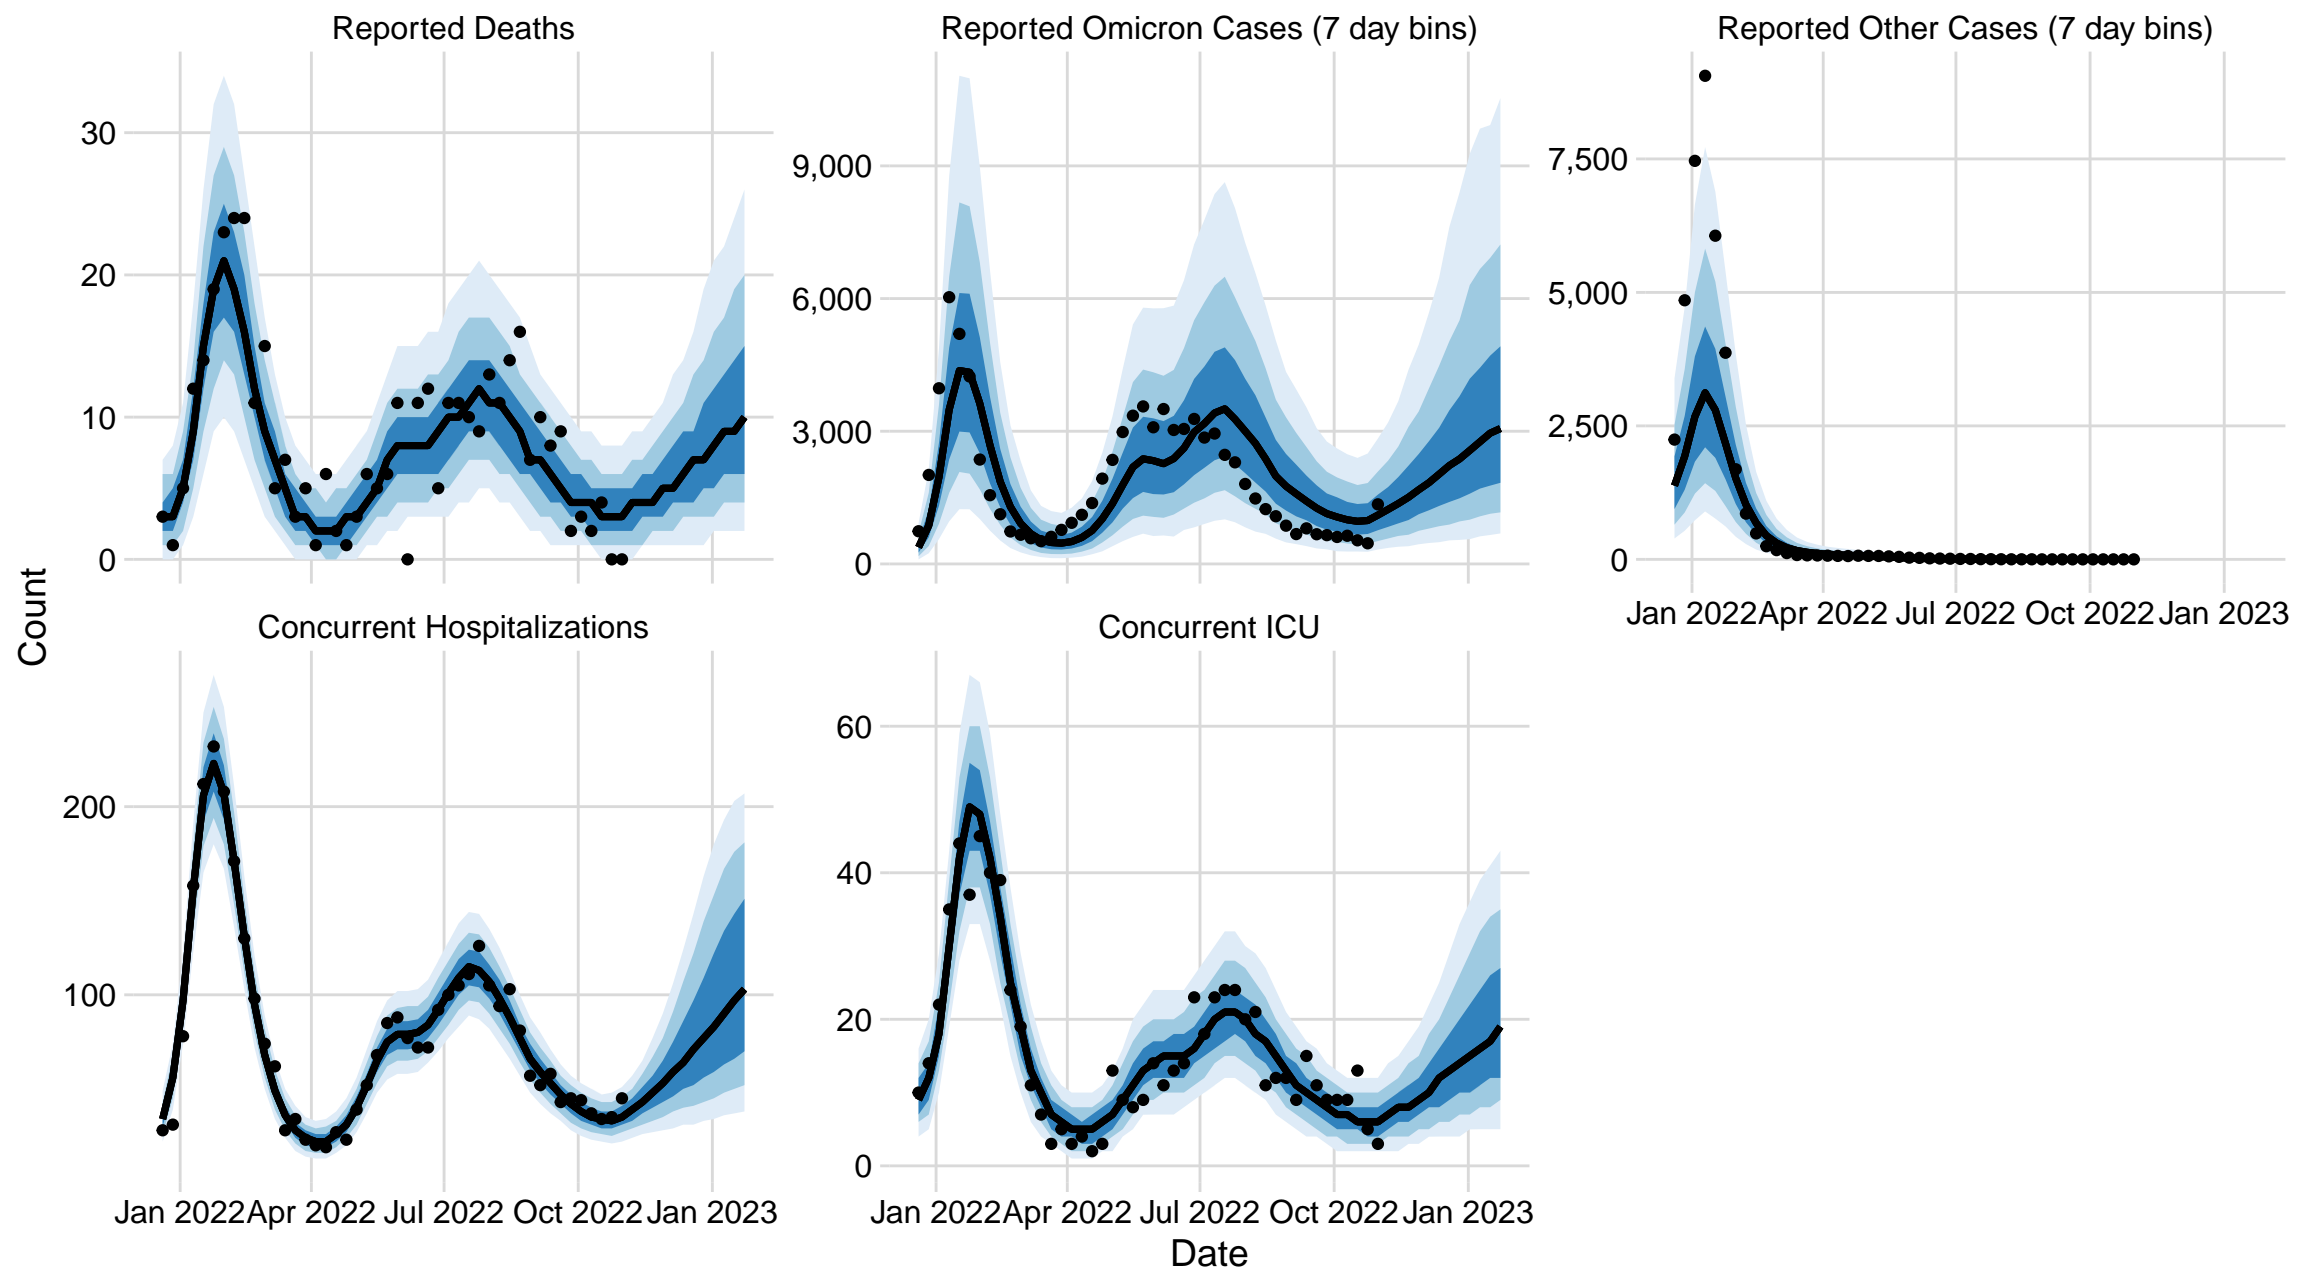 Reported Deaths
Reported Omicron Cases (7 day bins)
Reported Other Cases (7 day bins)
30
20
10
0
9,000
6,000
3,000
0
7,500
5,000
2,500
0
Jan 2022 Apr 2022 Jul 2022 Oct 2022 Jan 2023
Count
Concurrent Hospitalizations
Concurrent ICU
200
100
60
40
20
0
Jan 2022 Apr 2022 Jul 2022 Oct 2022 Jan 2023
Jan 2022 Apr 2022 Jul 2022 Oct 2022 Jan 2023
Date